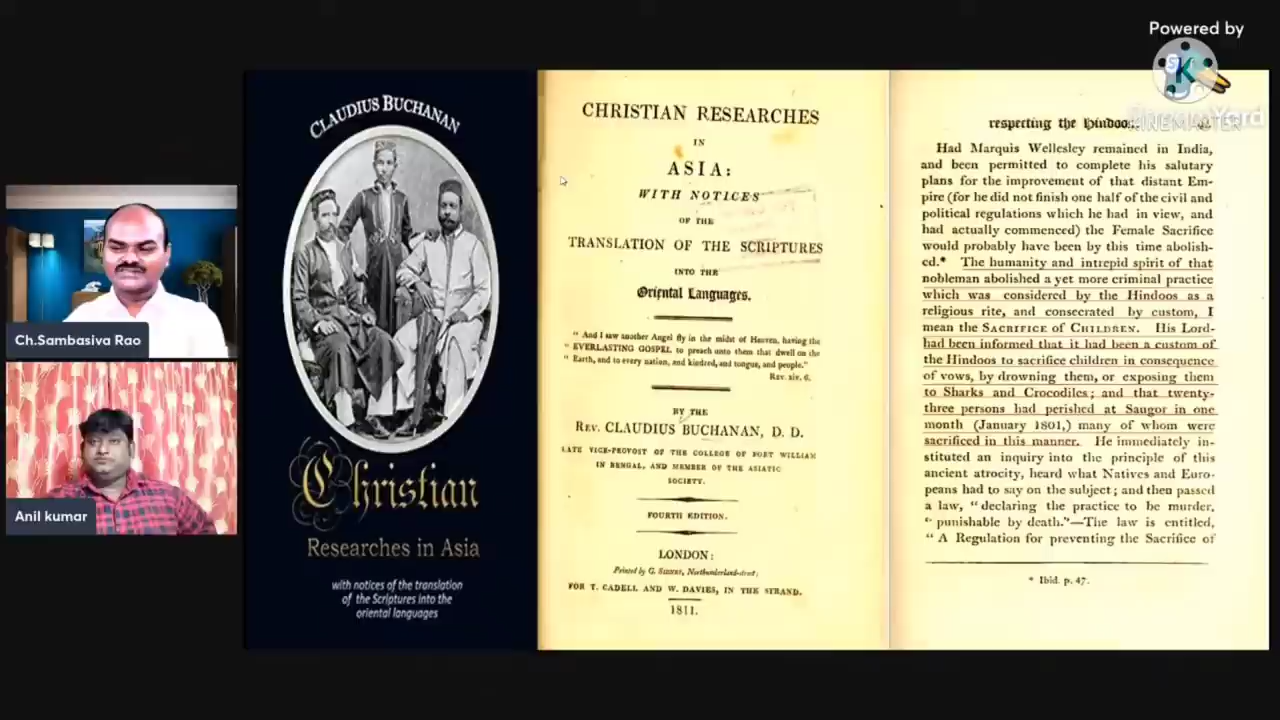 Powered by
KINEMASTER
Ch.Sambasiva Rao
Anil kumar
CLAUDIUS BUCHANAN
Christian
Researches in Asia
with notices of the translation
of the Scriptures into the
oriental languages
CHRISTIAN RESEARCHES
IN
ASIA:
WITH NOTICES
OF THE
TRANSLATION OF THE SCRIPTURES
INTO THE
Oriental Languages.
" And I saw another Angel fly in the midst of Heaven, having the
" EVERLASTING GOSPEL to preach unto them that dwell on the
" Earth, and to every nation, and kindred, and tongue, and people."
Rev. xiv. 6.
BY THE
REV. CLAUDIUS BUCHANAN, D. D.
LATE VICE-PROVOST OF THE COLLEGE OF FORT WILLIAM
IN BENGAL, AND MEMBER OF THE ASIATIC
SOCIETY.
FOURTH EDITION.
LONDON:
Printed by G. Sidney, Northumberland-street;
FOR T. CADELL AND W. DAVIES, IN THE STRAND.
1811.
respecting the Hindoos.
Had Marquis Wellesley remained in India,
and been permitted to complete his salutary
plans for the improvement of that distant Em-
pire (for he did not finish one half of the civil and
political regulations which he had in view, and
had actually commenced) the Female Sacrifice
would probably have been by this time abolish-
ed.* The humanity and intrepid spirit of that
nobleman abolished a yet more criminal practice
which was considered by the Hindoos as a
religious rite, and consecrated by custom, I
mean the SACRIFICE of CHILDREN. His Lord-
had been informed that it had been a custom of
the Hindoos to sacrifice children in consequence
of vows, by drowning them, or exposing them
to Sharks and Crocodiles; and that twenty-
three persons had perished at Saugor in one
month (January 1801,) many of whom were
sacrificed in this manner. He immediately in-
stituted an inquiry into the principle of this
ancient atrocity, heard what Natives and Euro-
peans had to say on the subject; and then passed
a law, "declaring the practice to be murder,
" punishable by death."—The law is entitled,
" A Regulation for preventing the Sacrifice of
* Ibid. p. 47.